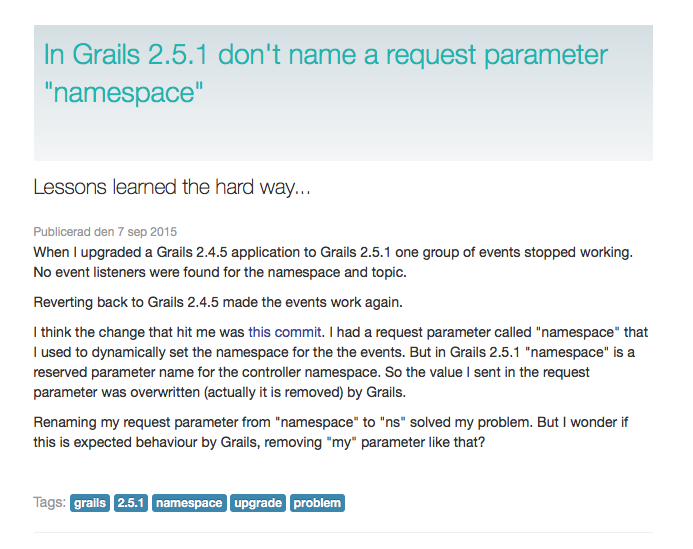 In Grails 2.5.1 don't name a request parameter
"namespace"
Lessons learned the hard way...
Publicerad den 7 sep 2015
When I upgraded a Grails 2.4.5 application to Grails 2.5.1 one group of events stopped working.
No event listeners were found for the namespace and topic.
Reverting back to Grails 2.4.5 made the events work again.
I think the change that hit me was this commit. I had a request parameter called "namespace" that
I used to dynamically set the namespace for the the events. But in Grails 2.5.1 "namespace" is a
reserved parameter name for the controller namespace. So the value I sent in the request
parameter was overwritten (actually it is removed) by Grails.
Renaming my request parameter from "namespace" to "ns" solved my problem. But I wonder if
this is expected behaviour by Grails, removing "my" parameter like that?
Tags: grails 2.5.1 namespace upgrade problem